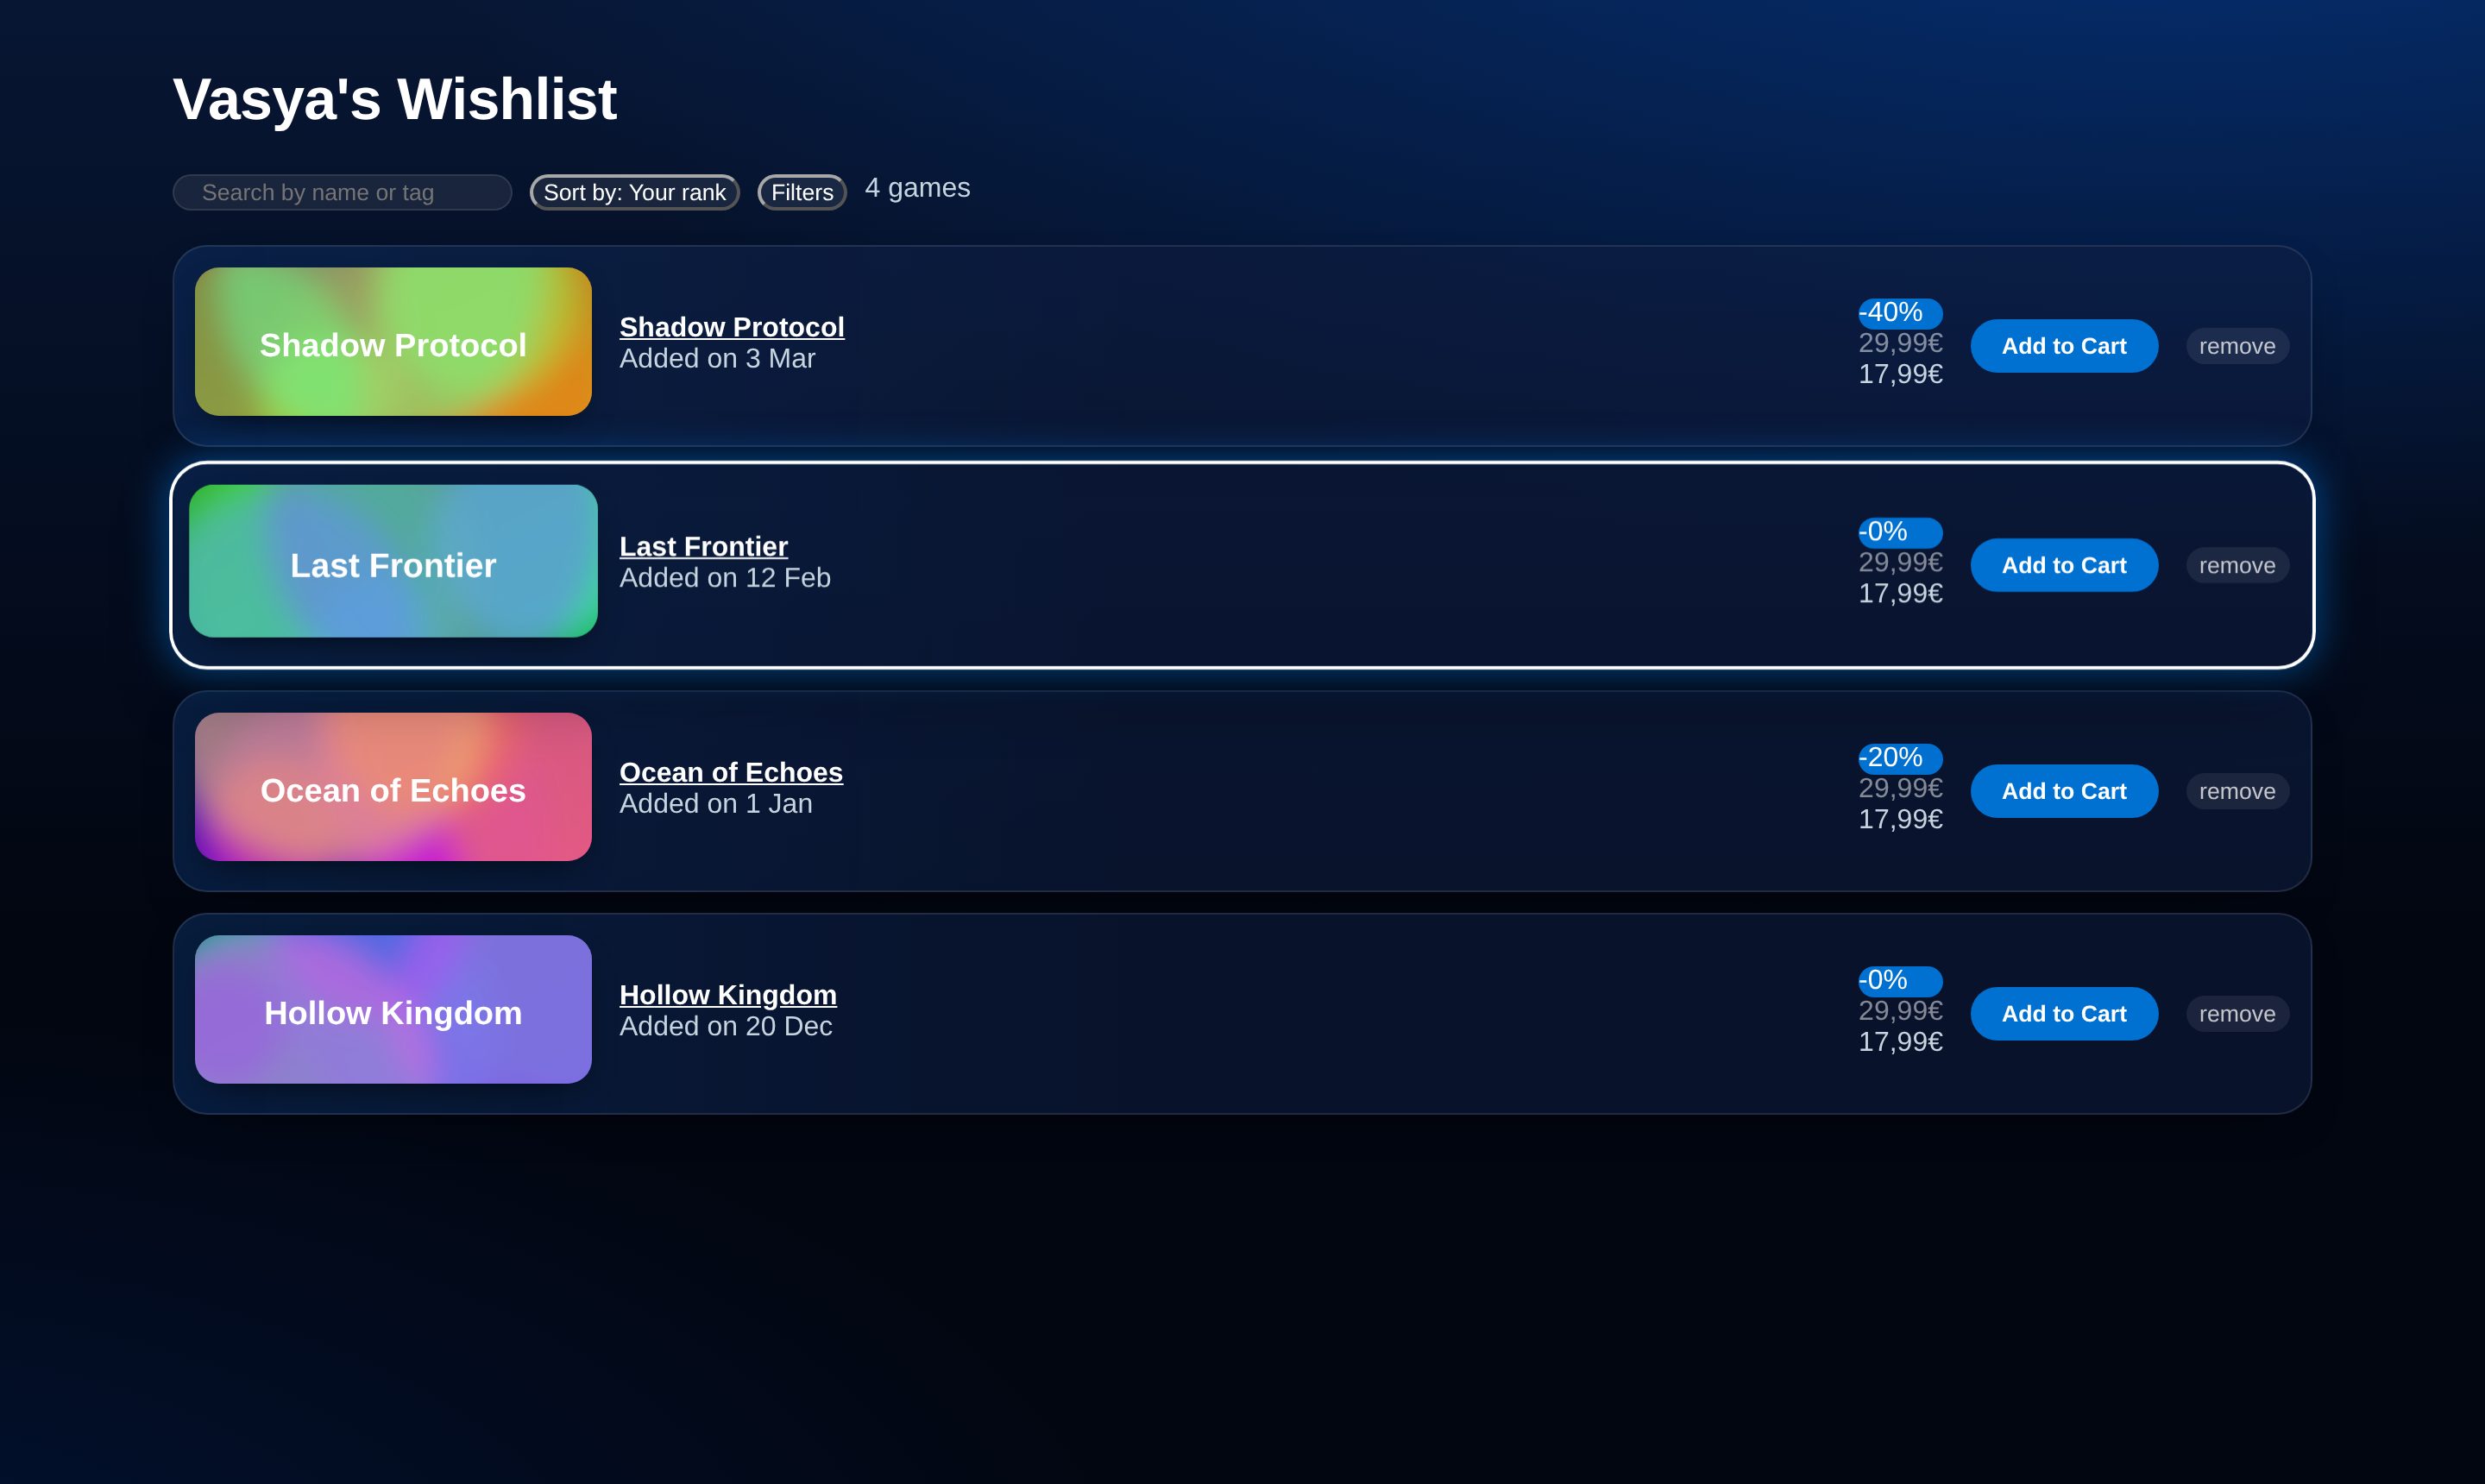 Vasya's Wishlist
Search by name or tag
Sort by: Your rank
Filters
4 games
Shadow Protocol
Shadow Protocol
Added on 3 Mar
-40%
29,99€
17,99€
Add to Cart
remove
Last Frontier
Last Frontier
Added on 12 Feb
-0%
29,99€
17,99€
Add to Cart
remove
Ocean of Echoes
Ocean of Echoes
Added on 1 Jan
-20%
29,99€
17,99€
Add to Cart
remove
Hollow Kingdom
Hollow Kingdom
Added on 20 Dec
-0%
29,99€
17,99€
Add to Cart
remove